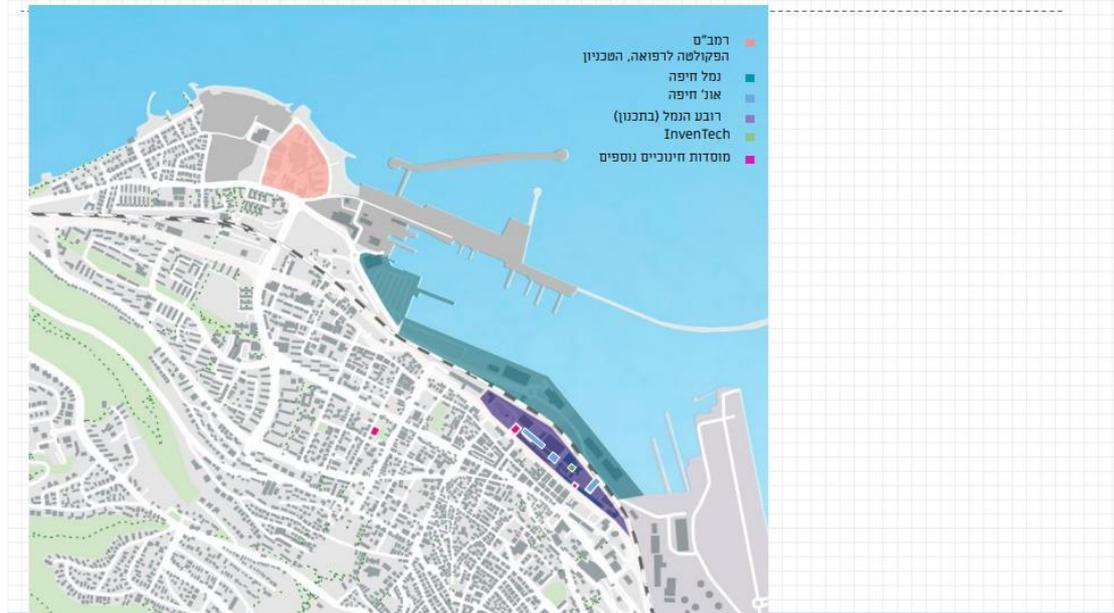 רמב"ם
הפקולטה לרפואה, הטכניון
נמל חיפה
אונ' חיפה
רובע הנמל (בתכנון)
InvenTech
מוסדות חינוכיים נוספים